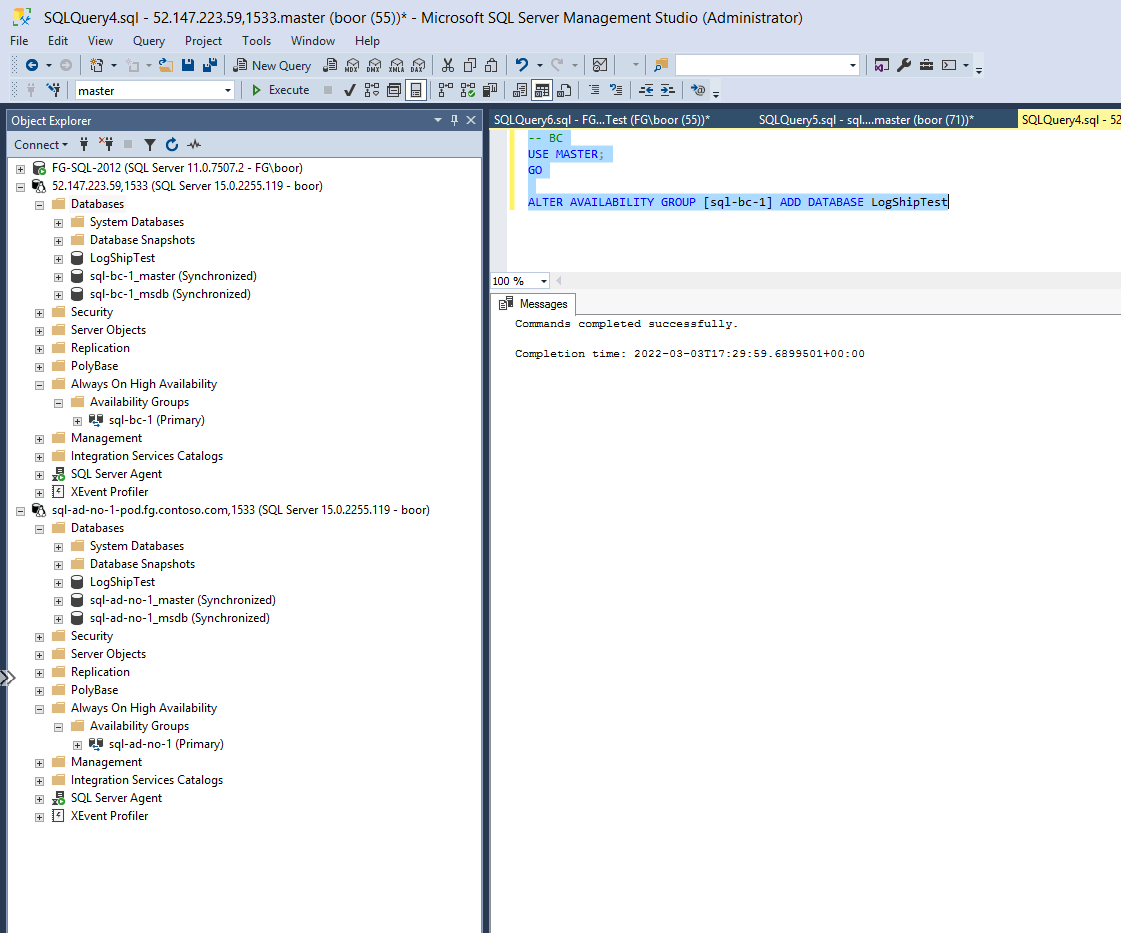 SQLQuery4.sql - 52.147.223.59,1533.master (boor (55))* - Microsoft SQL Server Management Studio (Administrator)
File Edit View Query Project Tools Window Help
New Query MDX DMX XMLA DAX
master Execute
Object Explorer
Connect
FG-SQL-2012 (SQL Server 11.0.7507.2 - FG\boor)
52.147.223.59,1533 (SQL Server 15.0.2255.119 - boor)
Databases
System Databases
Database Snapshots
LogShipTest
sql-bc-1_master (Synchronized)
sql-bc-1_msdb (Synchronized)
Security
Server Objects
Replication
PolyBase
Always On High Availability
Availability Groups
sql-bc-1 (Primary)
Management
Integration Services Catalogs
SQL Server Agent
XEvent Profiler
sql-ad-no-1-pod.fg.contoso.com,1533 (SQL Server 15.0.2255.119 - boor)
Databases
System Databases
Database Snapshots
LogShipTest
sql-ad-no-1_master (Synchronized)
sql-ad-no-1_msdb (Synchronized)
Security
Server Objects
Replication
PolyBase
Always On High Availability
Availability Groups
sql-ad-no-1 (Primary)
Management
Integration Services Catalogs
SQL Server Agent
XEvent Profiler
SQLQuery6.sql - FG...Test (FG\boor (55))* SQLQuery5.sql - sql....master (boor (71))* SQLQuery4.sql - 52
-- BC
USE MASTER;
GO
ALTER AVAILABILITY GROUP [sql-bc-1] ADD DATABASE LogShipTest
100 %
Messages
Commands completed successfully.
Completion time: 2022-03-03T17:29:59.6899501+00:00